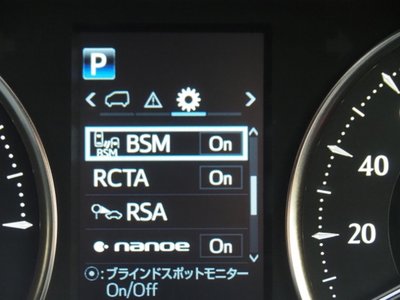 P
BSM BSM On
RCTA On
RSA
nanoe On
⦿:ブラインドスポットモニター
On/Off
40
20